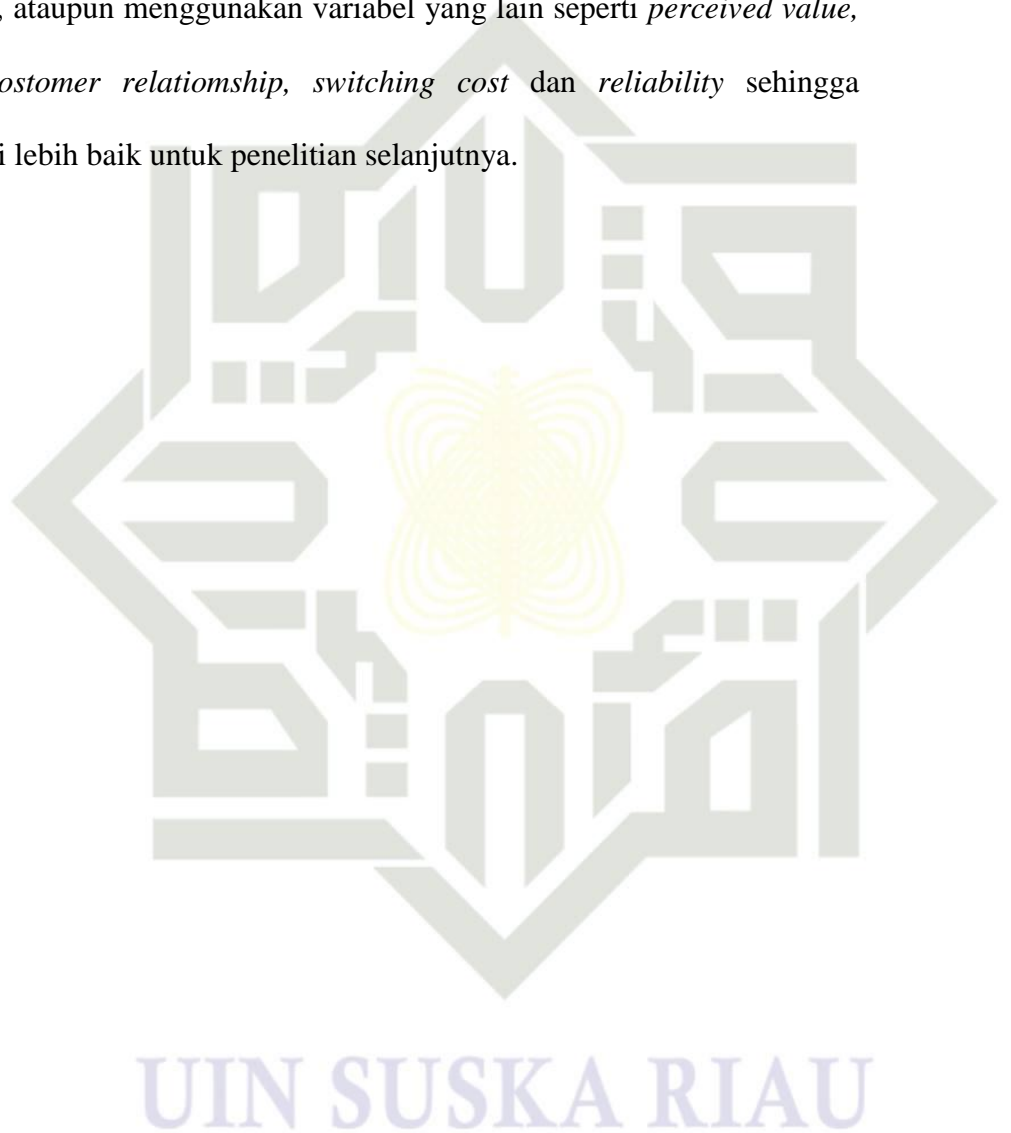 , ataupun menggunakan variabel yang lain seperti perceived value,
ostomer relatiomship, switching cost dan reliability sehingga
i lebih baik untuk penelitian selanjutnya.
UIN SUSKA RIAU